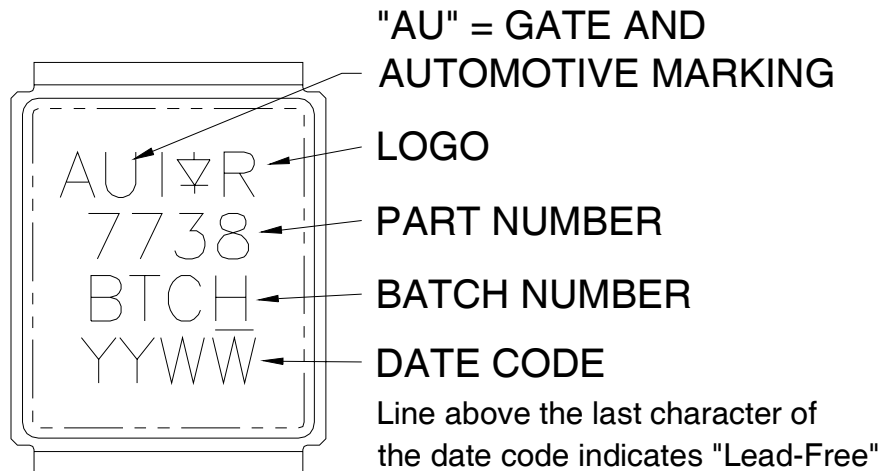 "AU" = GATE AND
AUTOMOTIVE MARKING
AUI R
LOGO
7738
PART NUMBER
BTCH
BATCH NUMBER
YYWW
DATE CODE
Line above the last character of
the date code indicates "Lead-Free"